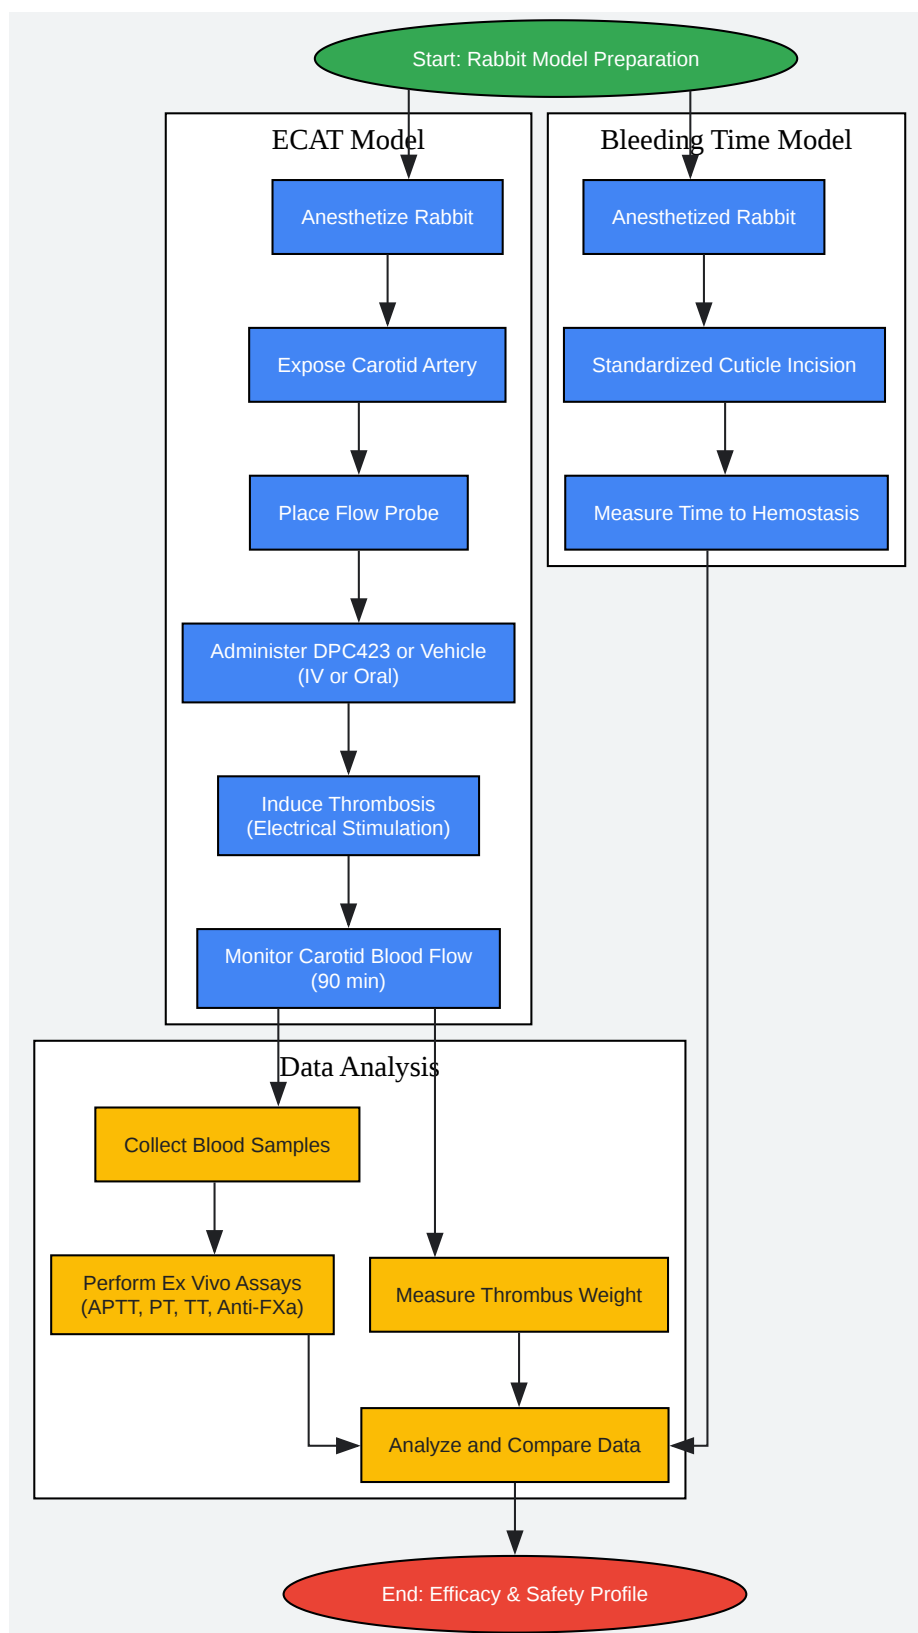 Start: Rabbit Model Preparation
ECAT Model
Anesthetize Rabbit
Expose Carotid Artery
Place Flow Probe
Administer DPC423 or Vehicle
(IV or Oral)
Induce Thrombosis
(Electrical Stimulation)
Monitor Carotid Blood Flow
(90 min)
Bleeding Time Model
Anesthetized Rabbit
Standardized Cuticle Incision
Measure Time to Hemostasis
Data Analysis
Collect Blood Samples
Perform Ex Vivo Assays
(APTT, PT, TT, Anti-FXa)
Measure Thrombus Weight
Analyze and Compare Data
End: Efficacy & Safety Profile